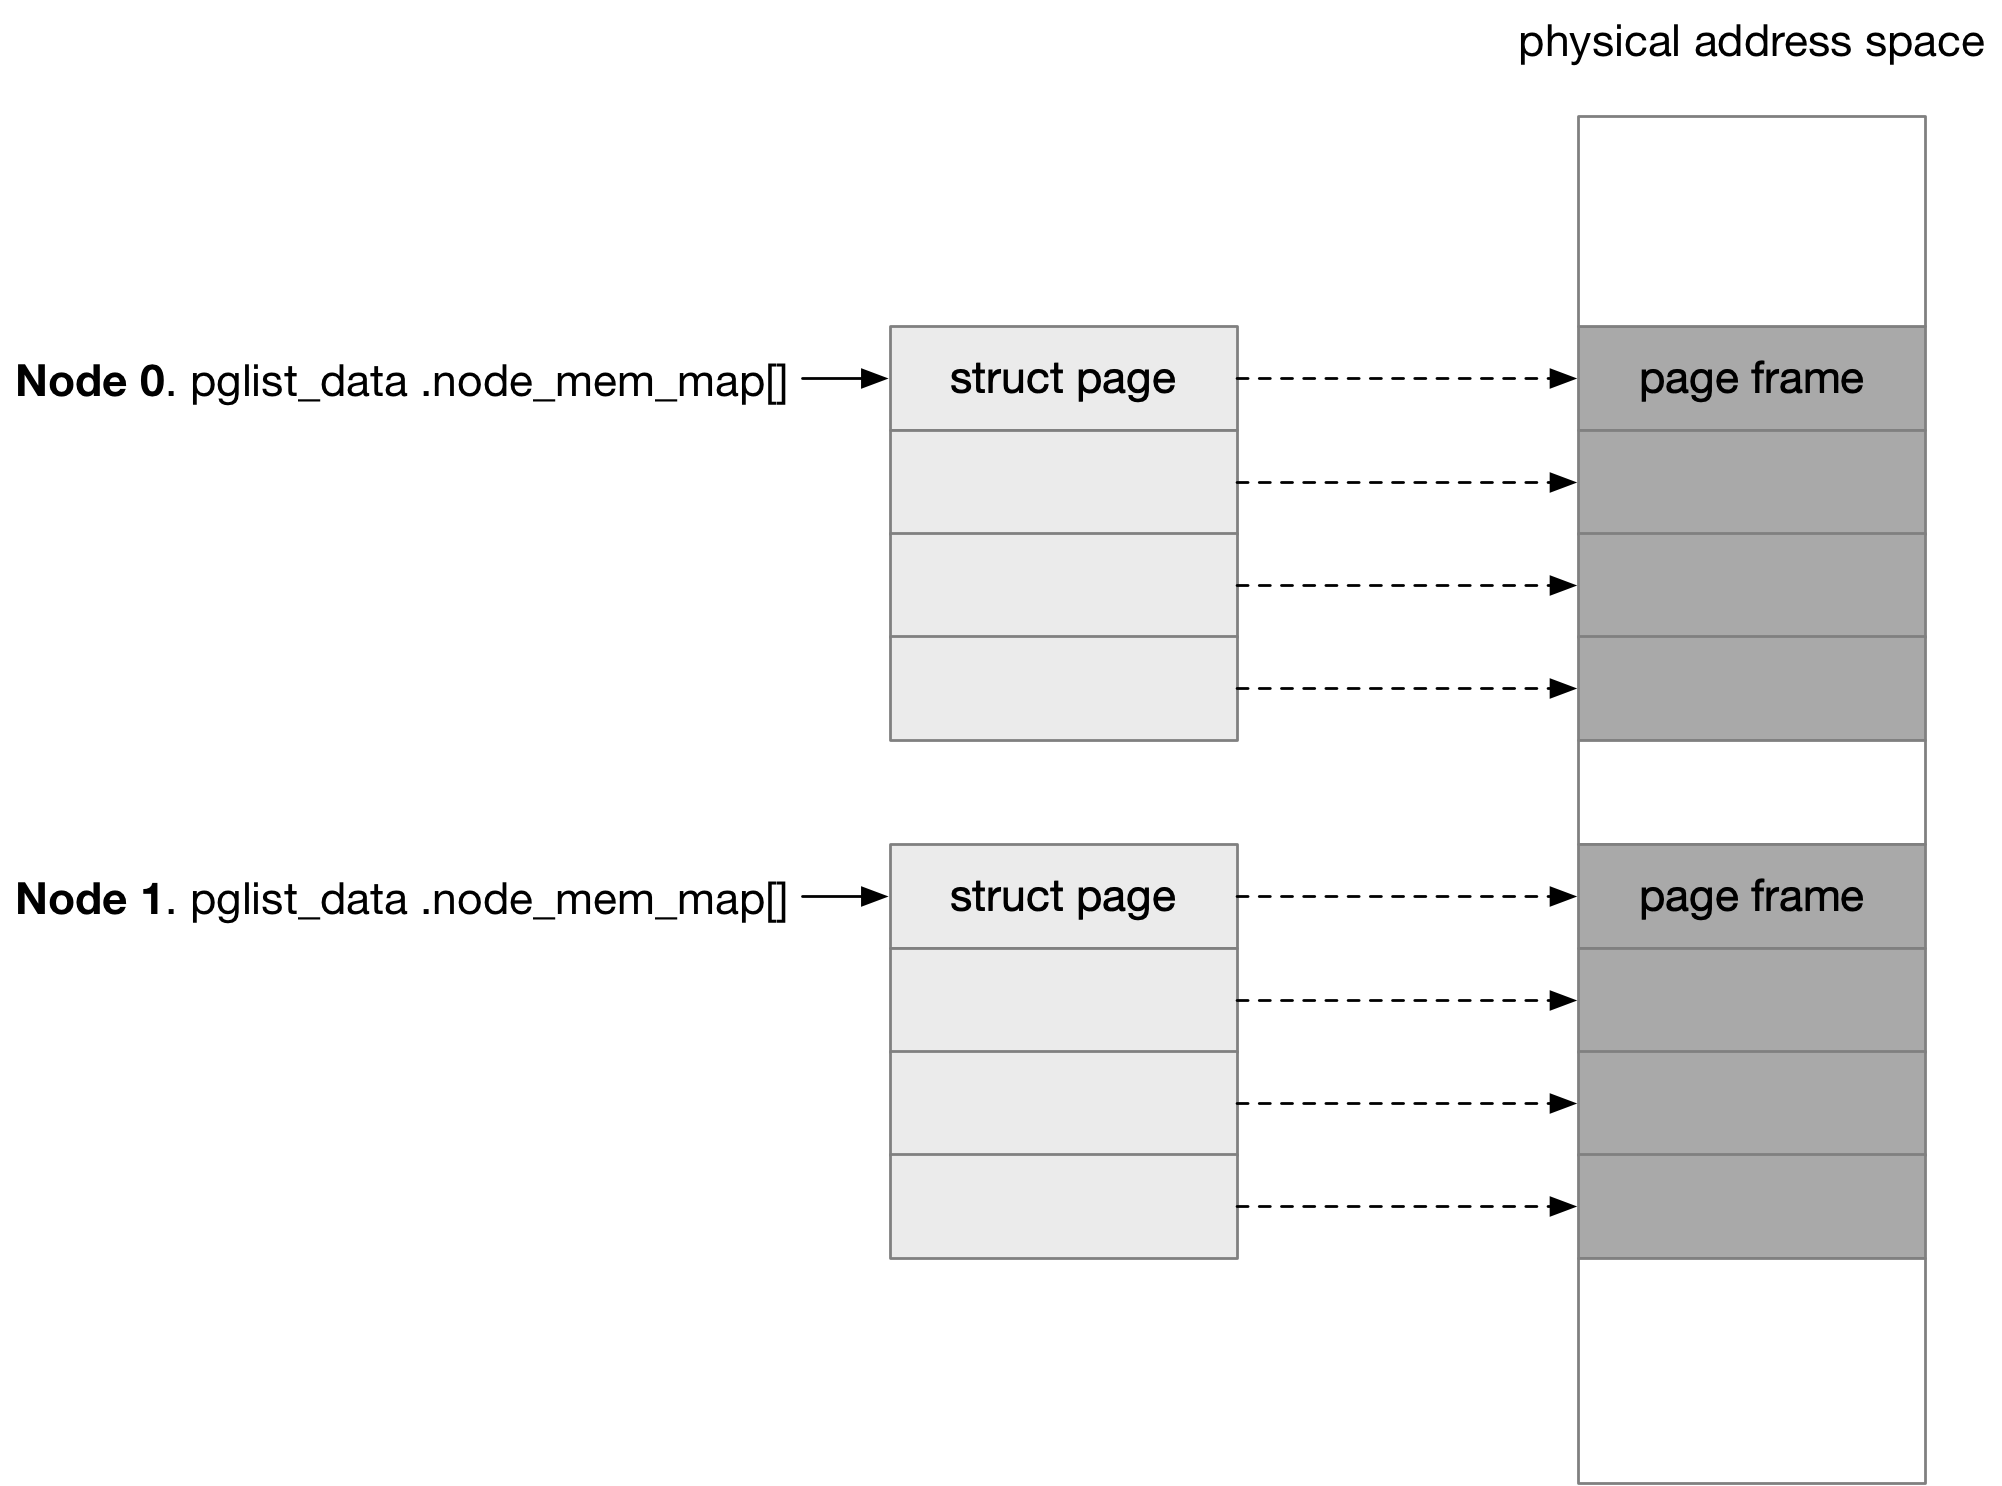 physical address space
Node 0. pglist_data .node_mem_map[]
struct page
page frame
Node 1. pglist_data .node_mem_map[]
struct page
page frame